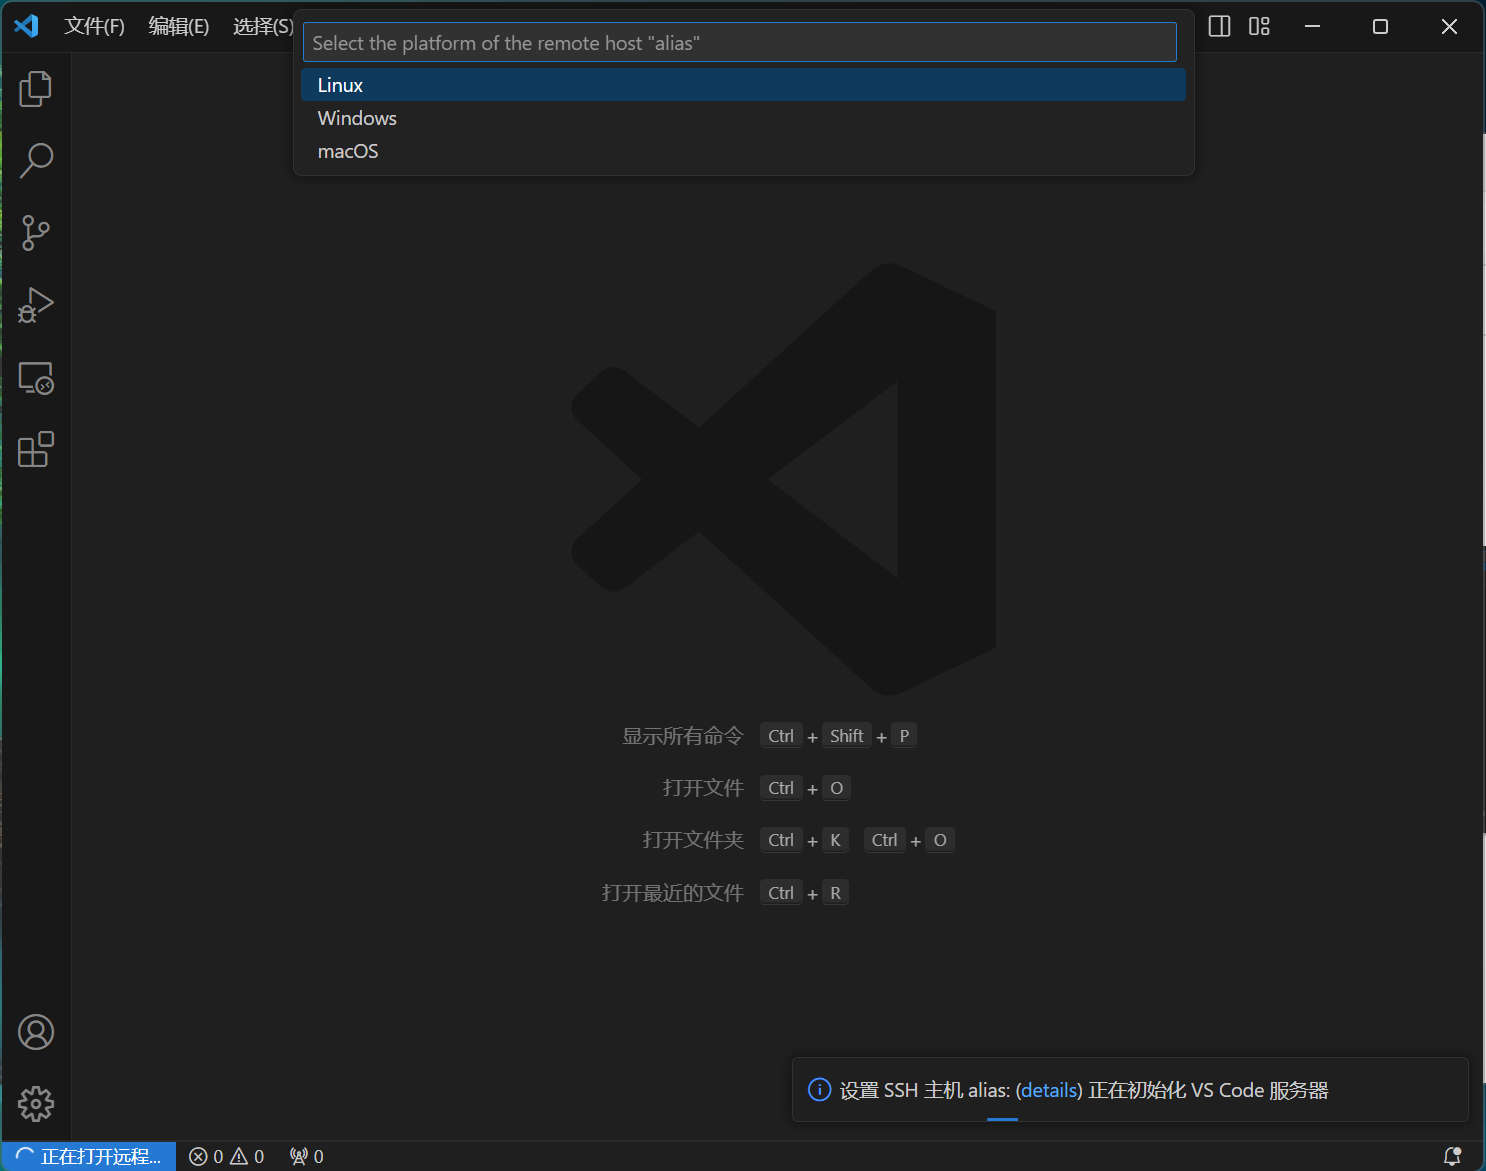 文件(F) 编辑(E) 选择(S)
Select the platform of the remote host "alias"
Linux
Windows
macOS
显示所有命令 Ctrl + Shift + P
打开文件 Ctrl + O
打开文件夹 Ctrl + K Ctrl + O
打开最近的文件 Ctrl + R
设置 SSH 主机 alias: (details) 正在初始化 VS Code 服务器
正在打开远程... 0 0 0